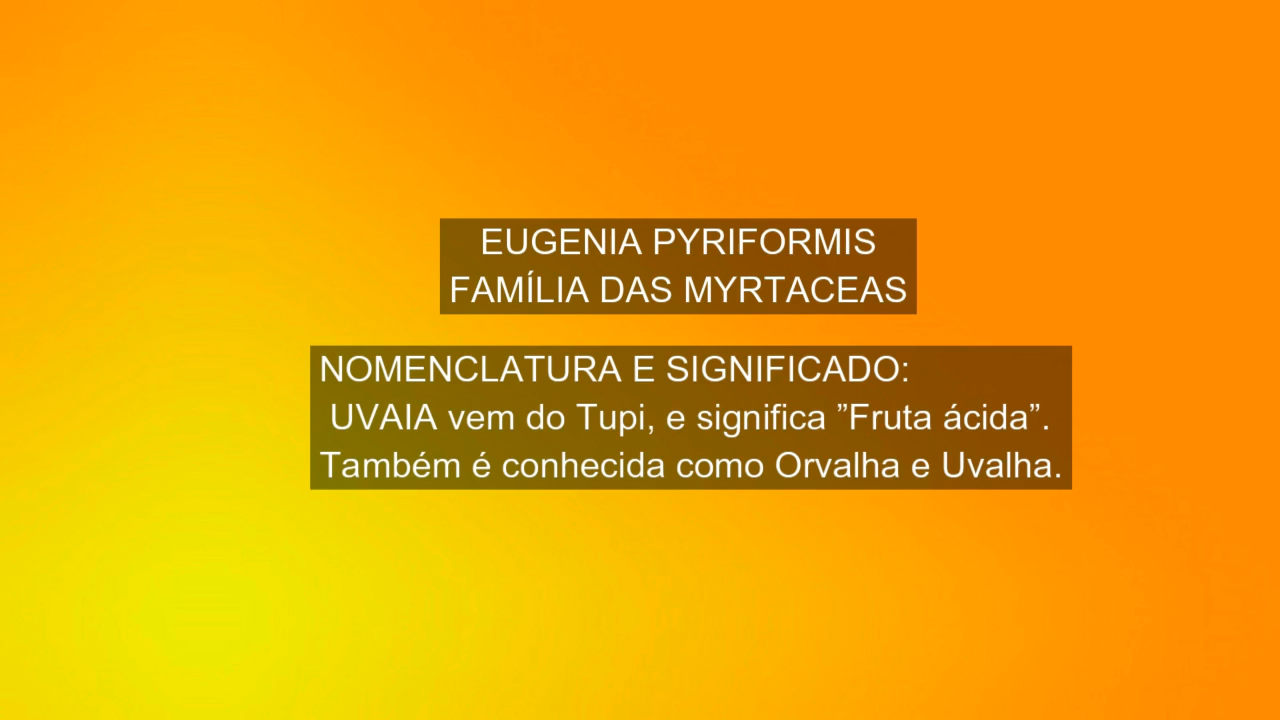 EUGENIA PYRIFORMIS
FAMÍLIA DAS MYRTACEAS
NOMENCLATURA E SIGNIFICADO:
UVAIA vem do Tupi, e significa ”Fruta ácida”.
Também é conhecida como Orvalha e Uvalha.